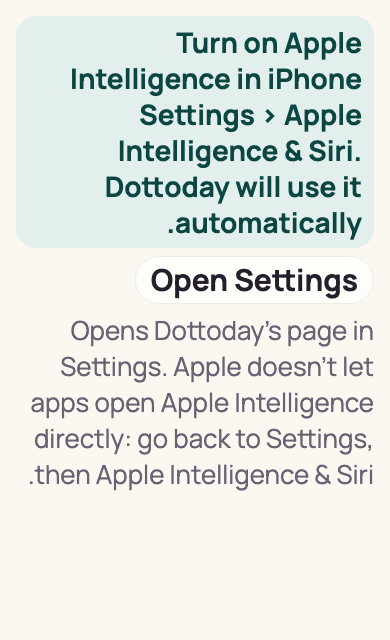 Turn on Apple
Intelligence in iPhone
Settings > Apple
Intelligence & Siri.
Dottoday will use it
.automatically
Open Settings
Opens Dottoday's page in
Settings. Apple doesn't let
apps open Apple Intelligence
directly: go back to Settings,
.then Apple Intelligence & Siri